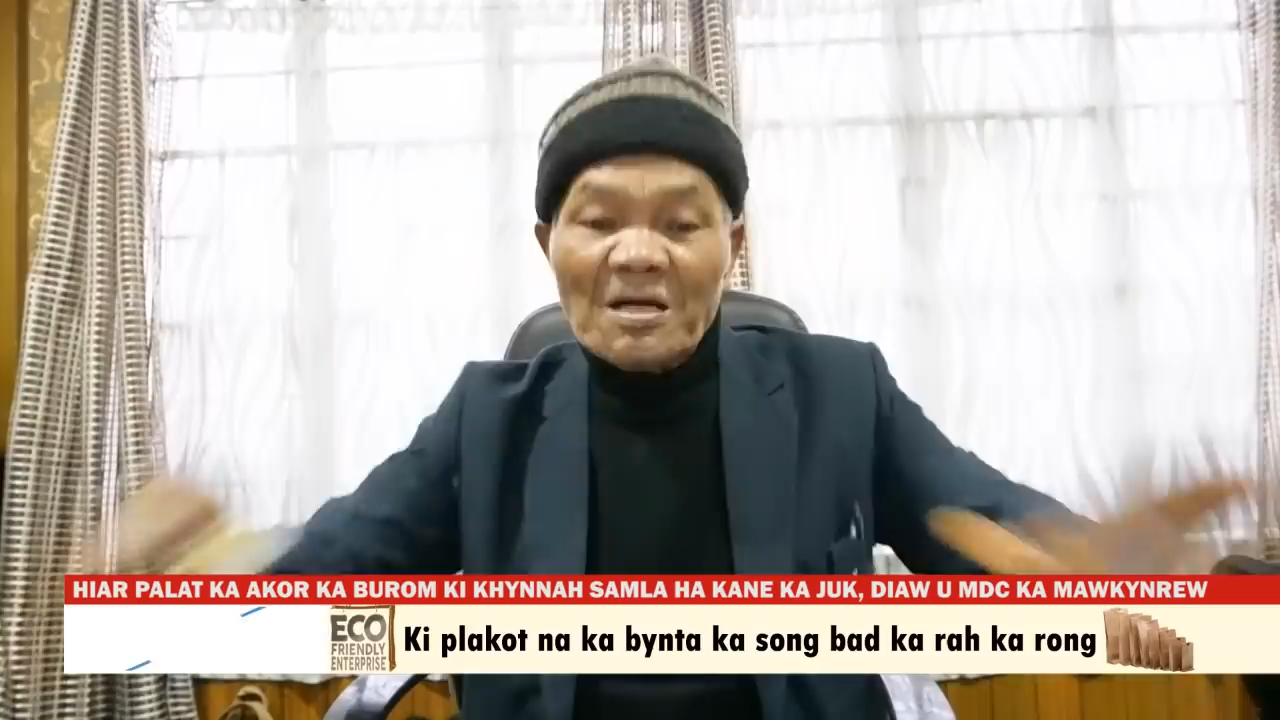 HIAR PALAT KA AKOR KA BUROM KI KHYNNAH SAMLA HA KANE KA JUK, DIAW U MDC KA MAWKYNREW
ECO
FRIENDLY
ENTERPRISE
Ki plakot na ka bynta ka song bad ka rah ka rong